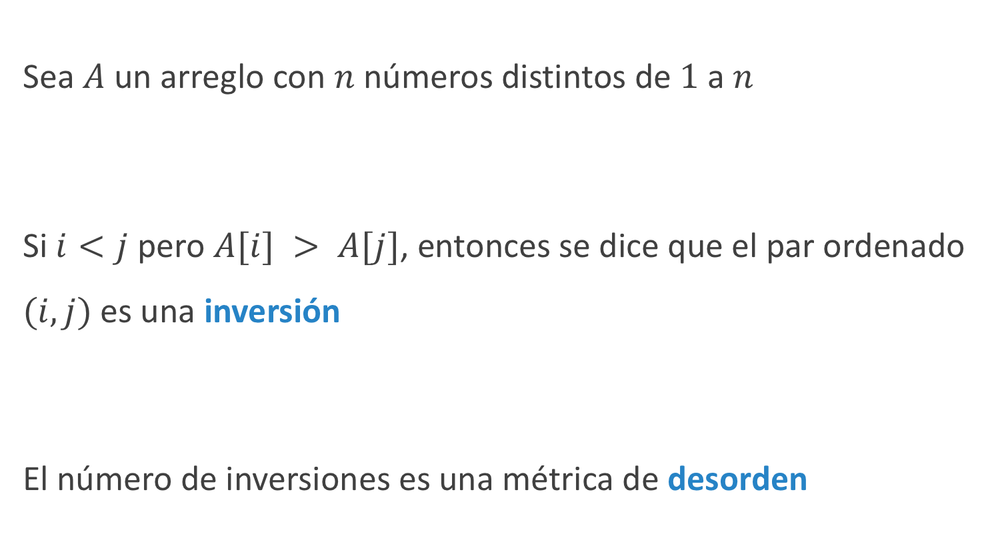 Sea A un arreglo con n números distintos de 1 a n
Si i < j pero A[i] > A[j], entonces se dice que el par ordenado
(i, j) es una inversión
El número de inversiones es una métrica de desorden